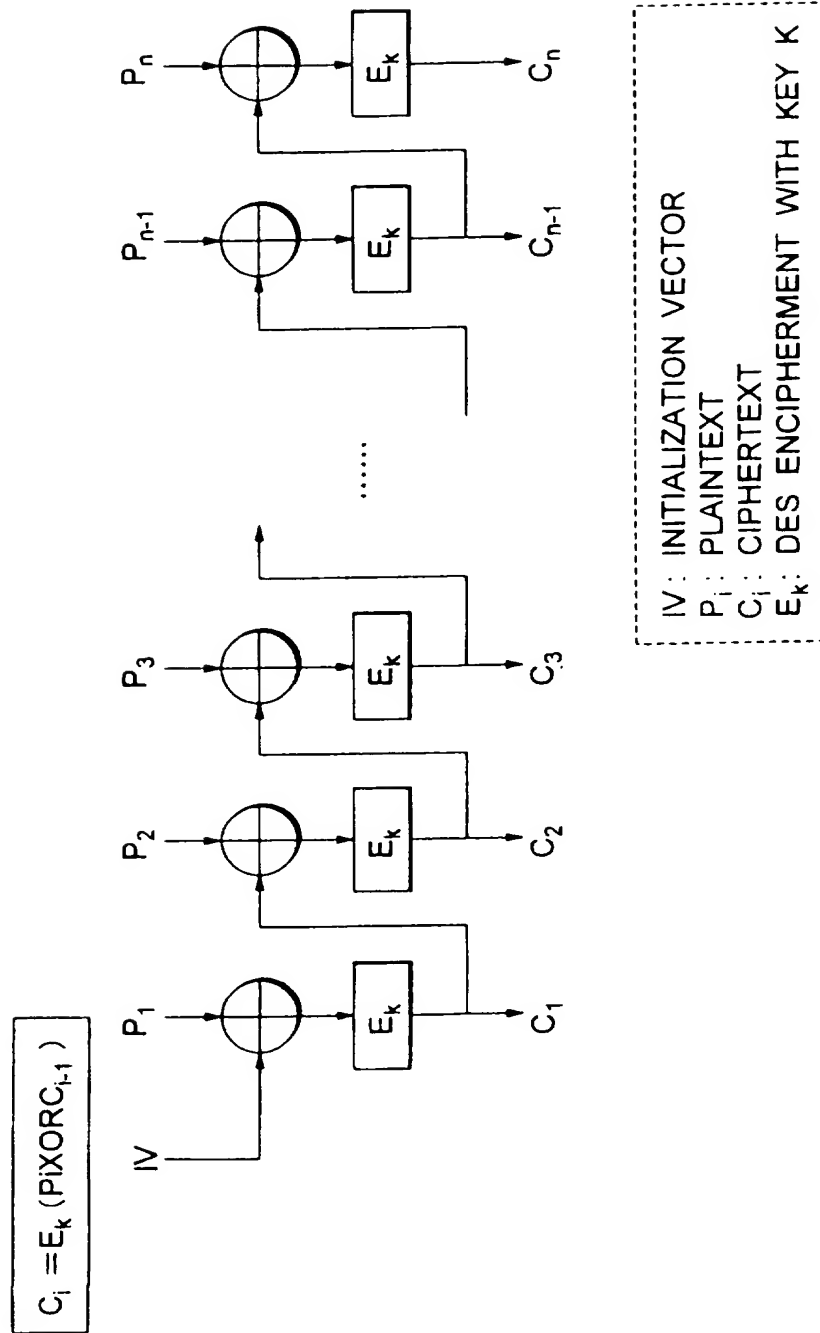 C_i =E_k (PiXORC_i-1)
IV
P_1 P_2 P_3 ...... P_n-1 P_n
E_k E_k E_k E_k E_k
C_1 C_2 C_3 C_n-1 C_n
IV : INITIALIZATION VECTOR
P_i : PLAINTEXT
C_i : CIPHERTEXT
E_k : DES ENCIPHERMENT WITH KEY K